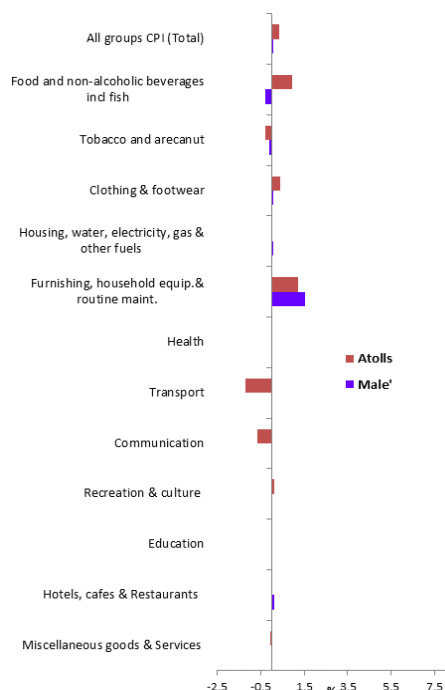 All groups CPI (Total)
Food and non-alcoholic beverages
incl fish
Tobacco and arecanut
Clothing & footwear
Housing, water, electricity, gas &
other fuels
Furnishing, household equip.&
routine maint.
Health
Atolls
Male'
Transport
Communication
Recreation & culture
Education
Hotels, cafes & Restaurants
Miscellaneous goods & Services
-2.5 -0.5 1.5 3.5 5.5 7.5
%